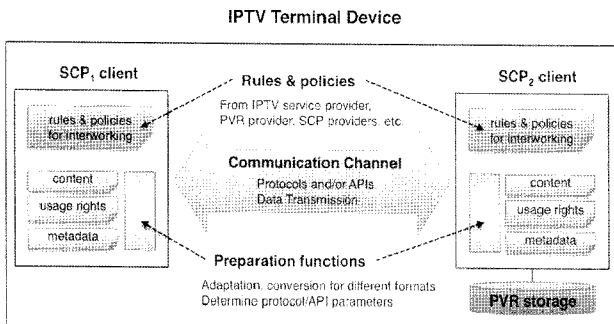 IPTV Terminal Device
SCP1 client
SCP2 client
Rules & policies
From IPTV service provider,
PVR provider, SCP providers, etc.
rules & policies
for interworking
rules & policies
for interworking
Communication Channel
Protocols and/or APIs
Data Transmission
content
usage rights
metadata
content
usage rights
metadata
Preparation functions
Adaptation, conversion for different formats
Determine protocol/API parameters
PVR storage